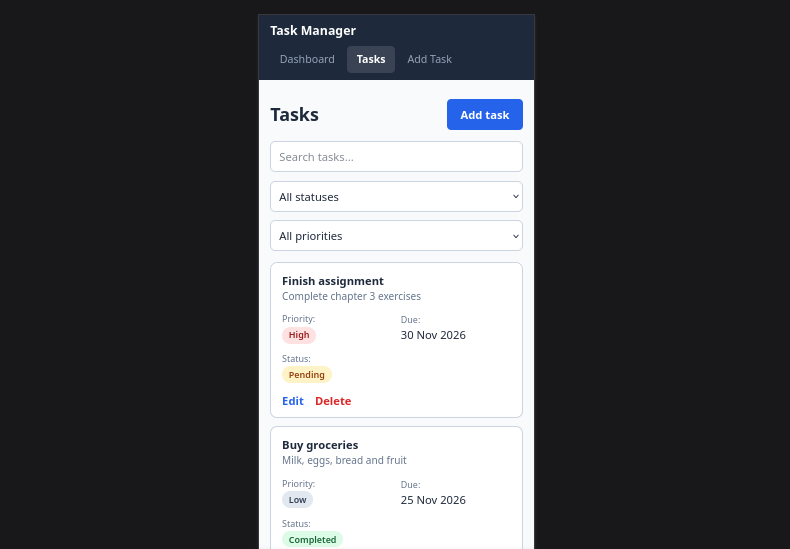 Task Manager
Dashboard Tasks Add Task
Tasks Add task
Search tasks...
All statuses
All priorities
Finish assignment
Complete chapter 3 exercises
Priority: Due:
High 30 Nov 2026
Status:
Pending
Edit Delete
Buy groceries
Milk, eggs, bread and fruit
Priority: Due:
Low 25 Nov 2026
Status:
Completed